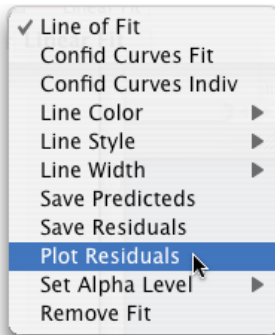 Line of Fit
Confid Curves Fit
Confid Curves Indiv
Line Color
Line Style
Line Width
Save Predicteds
Save Residuals
Plot Residuals
Set Alpha Level
Remove Fit